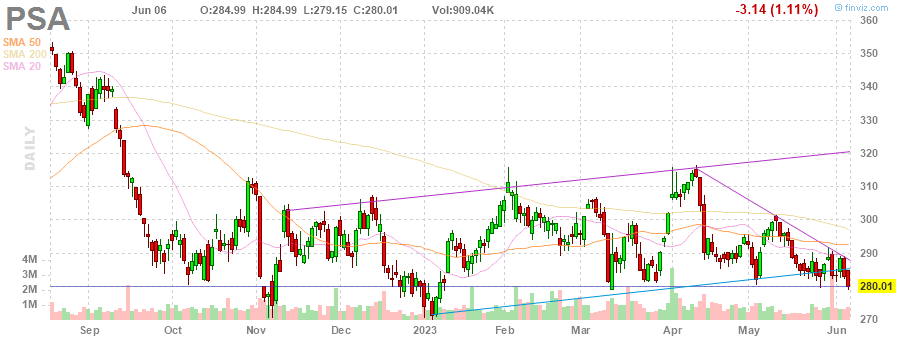 PSA Jun 06 O:284.99 H:284.99 L:279.15 C:280.01 Vol:909.04K -3.14 (1.11%) © finviz.com
SMA 50
SMA 200
SMA 20
DAILY
360
350
340
330
320
310
300
290
280.01
270
4M
3M
2M
1M
Sep Oct Nov Dec 2023 Feb Mar Apr May Jun